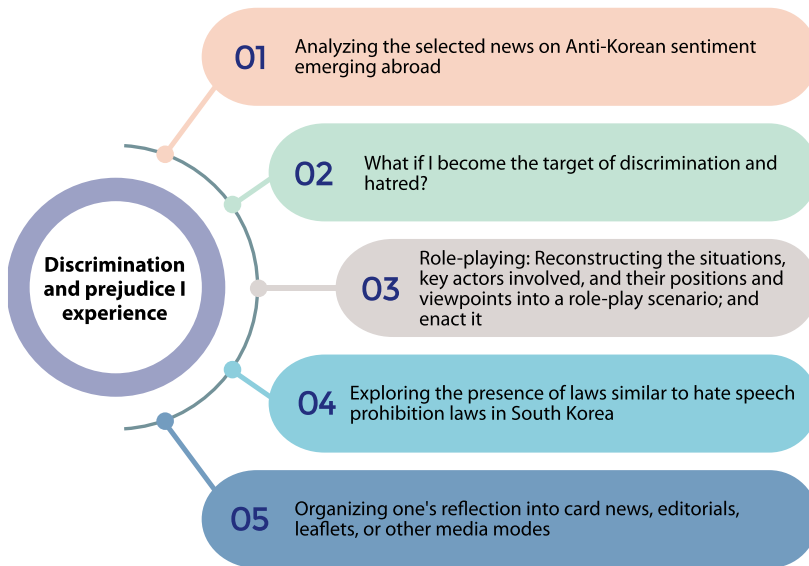 Discrimination
and prejudice I
experience
01
Analyzing the selected news on Anti-Korean sentiment
emerging abroad
02
What if I become the target of discrimination and
hatred?
03
Role-playing: Reconstructing the situations,
key actors involved, and their positions and
viewpoints into a role-play scenario; and
enact it
04
Exploring the presence of laws similar to hate speech
prohibition laws in South Korea
05
Organizing one's reflection into card news, editorials,
leaflets, or other media modes